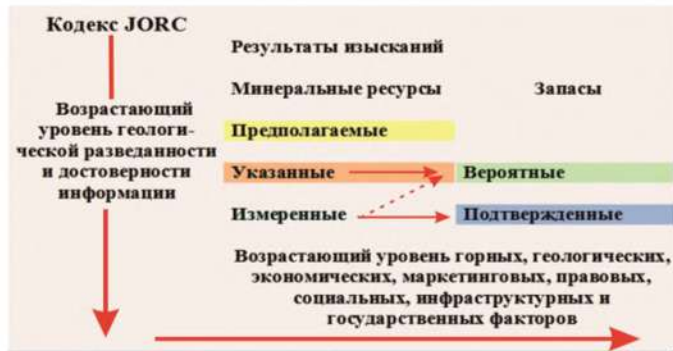 Кодекс JORC
Результаты изысканий
Минеральные ресурсы
Запасы
Возрастающий
уровень геологи-
ческой разведанности
и достоверности
информации
Предполагаемые
Указанные
Вероятные
Измеренные
Подтвержденные
Возрастающий уровень горных, геологических,
экономических, маркетинговых, правовых,
социальных, инфраструктурных и
государственных факторов